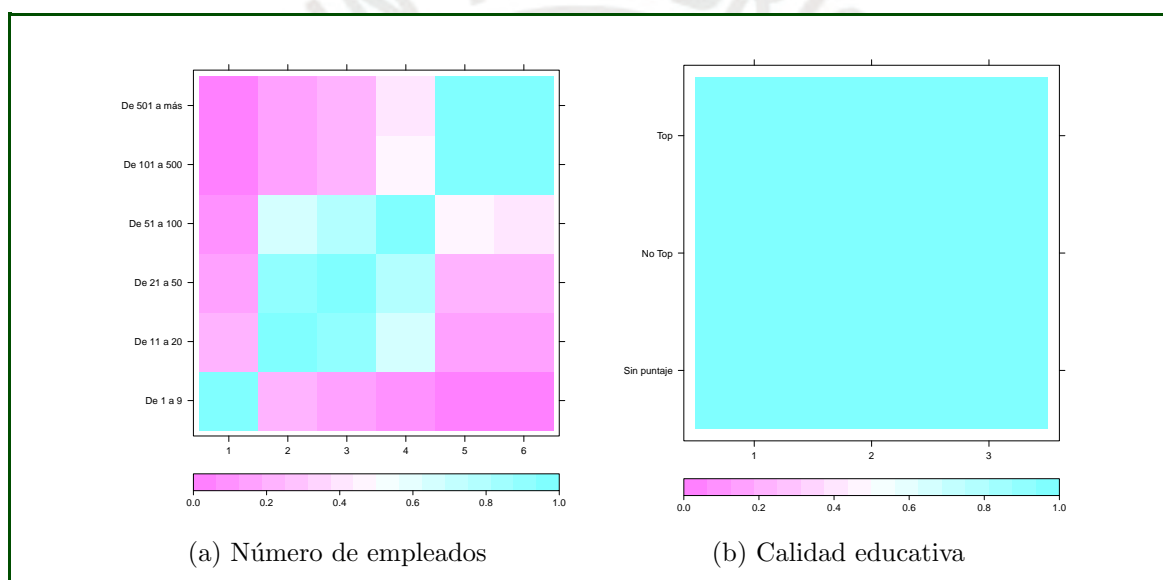 De 501 a más
De 101 a 500
De 51 a 100
De 21 a 50
De 11 a 20
De 1 a 9
1 2 3 4 5 6
0.0 0.2 0.4 0.6 0.8 1.0
(a) Número de empleados
Top
No Top
Sin puntaje
1 2 3
0.0 0.2 0.4 0.6 0.8 1.0
(b) Calidad educativa